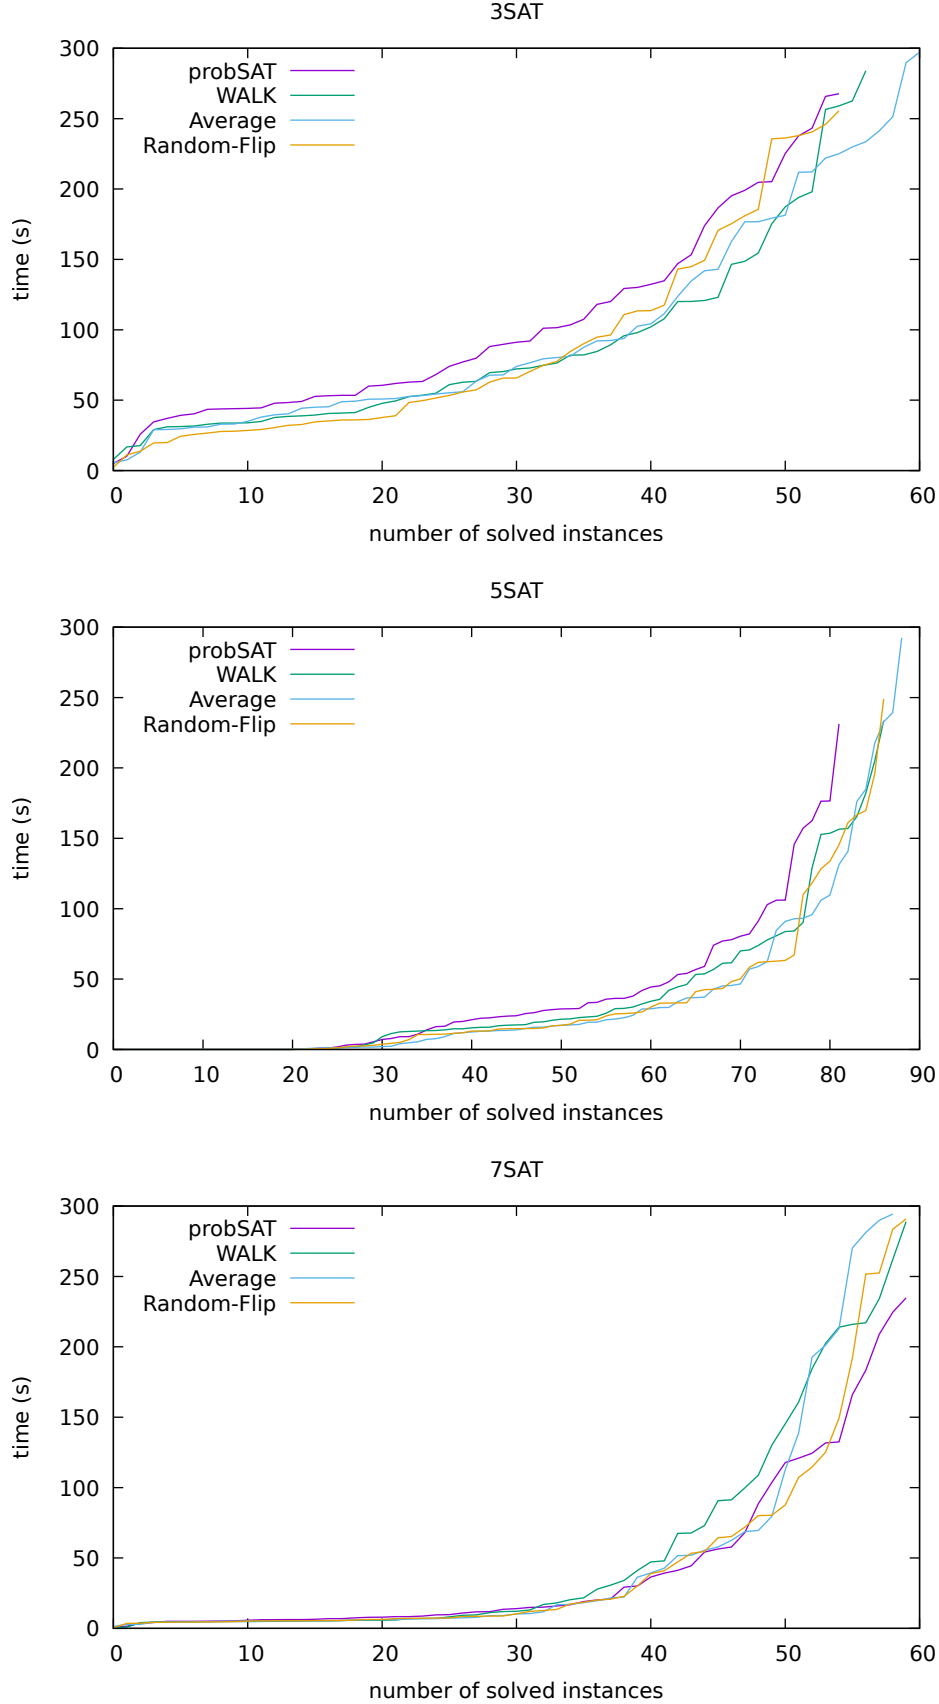 3SAT
300
250
200
150
100
50
0
time (s)
probSAT
WALK
Average
Random-Flip
0 10 20 30 40 50 60
number of solved instances
5SAT
300
250
200
150
100
50
0
time (s)
probSAT
WALK
Average
Random-Flip
0 10 20 30 40 50 60 70 80 90
number of solved instances
7SAT
300
250
200
150
100
50
0
time (s)
probSAT
WALK
Average
Random-Flip
0 10 20 30 40 50 60
number of solved instances